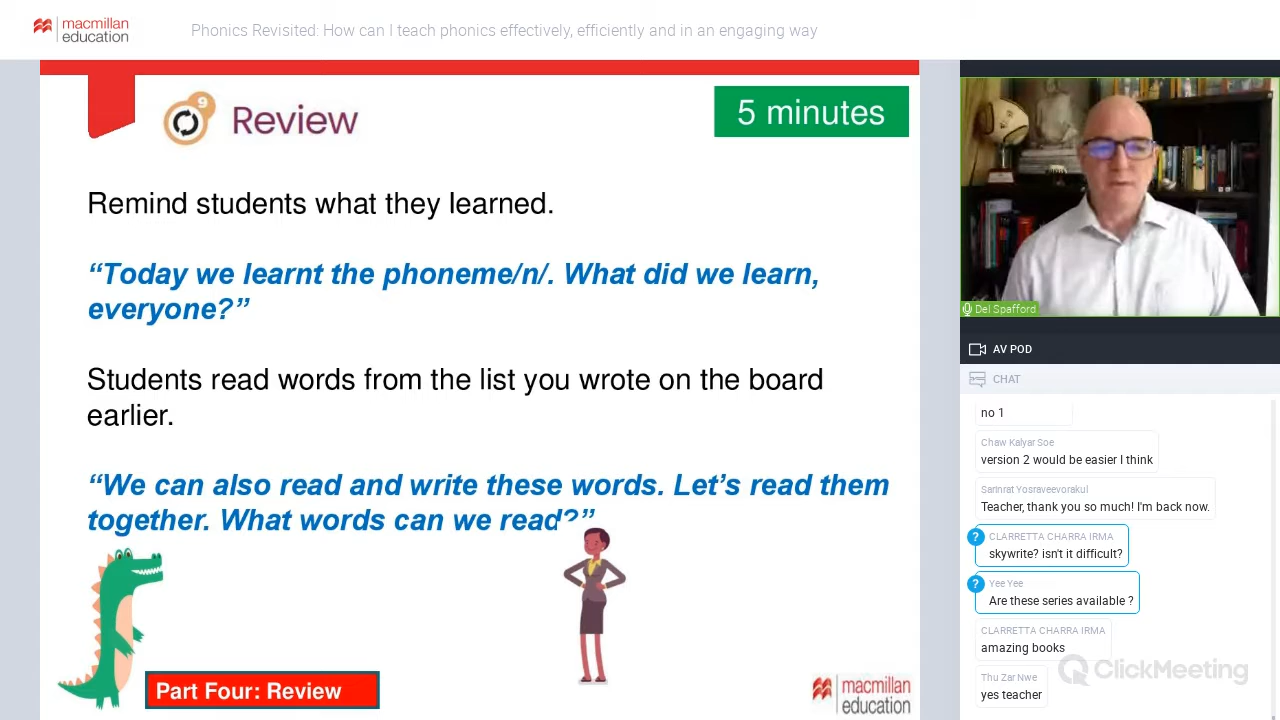 macmillan
education
Phonics Revisited: How can I teach phonics effectively, efficiently and in an engaging way
9
Review
5 minutes
Remind students what they learned.
“Today we learnt the phoneme/n/. What did we learn,
everyone?”
Students read words from the list you wrote on the board
earlier.
“We can also read and write these words. Let’s read them
together. What words can we read?”
Part Four: Review
macmillan
education
Del Spafford
AV POD
CHAT
no 1
Chaw Kalyar Soe
version 2 would be easier I think
Sarinrat Yosraveevorakul
Teacher, thank you so much! I'm back now.
?
CLARRETTA CHARRA IRMA
skywrite? isn't it difficult?
?
Yee Yee
Are these series available ?
CLARRETTA CHARRA IRMA
amazing books
ClickMeeting
Thu Zar Nwe
yes teacher